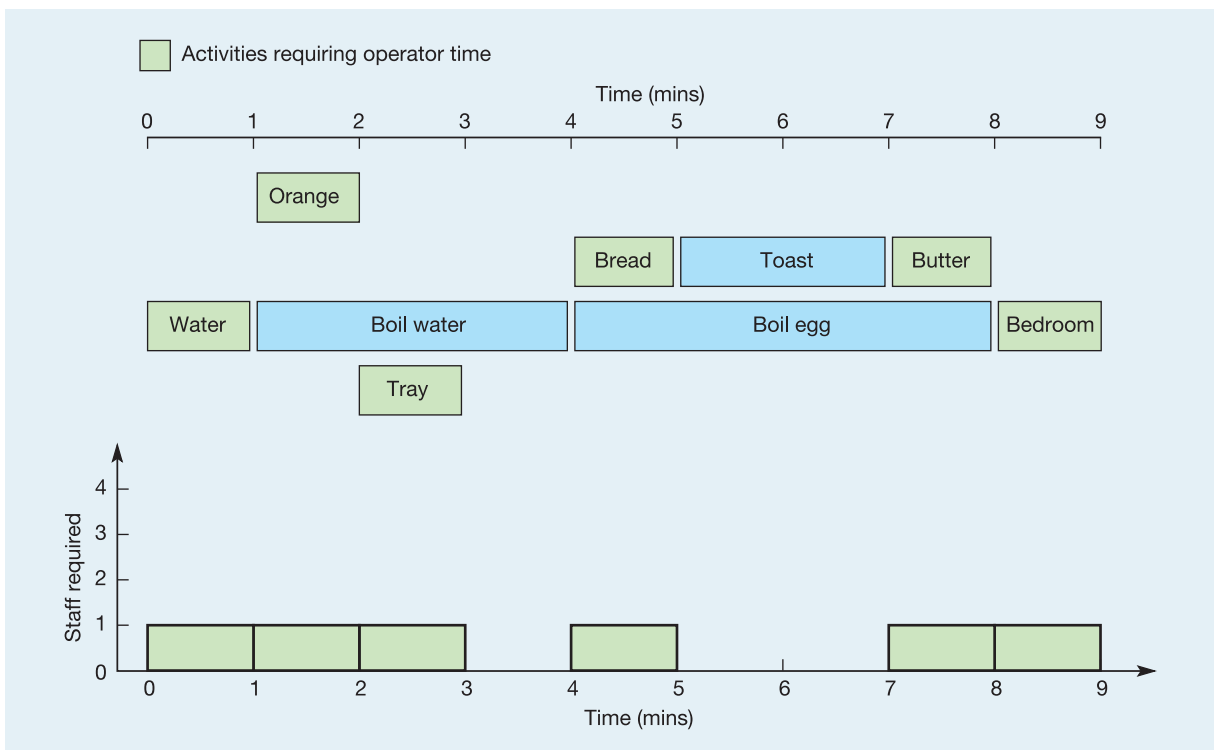 Activities requiring operator time
Time (mins)
0 1 2 3 4 5 6 7 8 9
Orange
Bread Toast Butter
Water Boil water Boil egg Bedroom
Tray
Staff required
4
3
2
1
0
0 1 2 3 4 5 6 7 8 9
Time (mins)